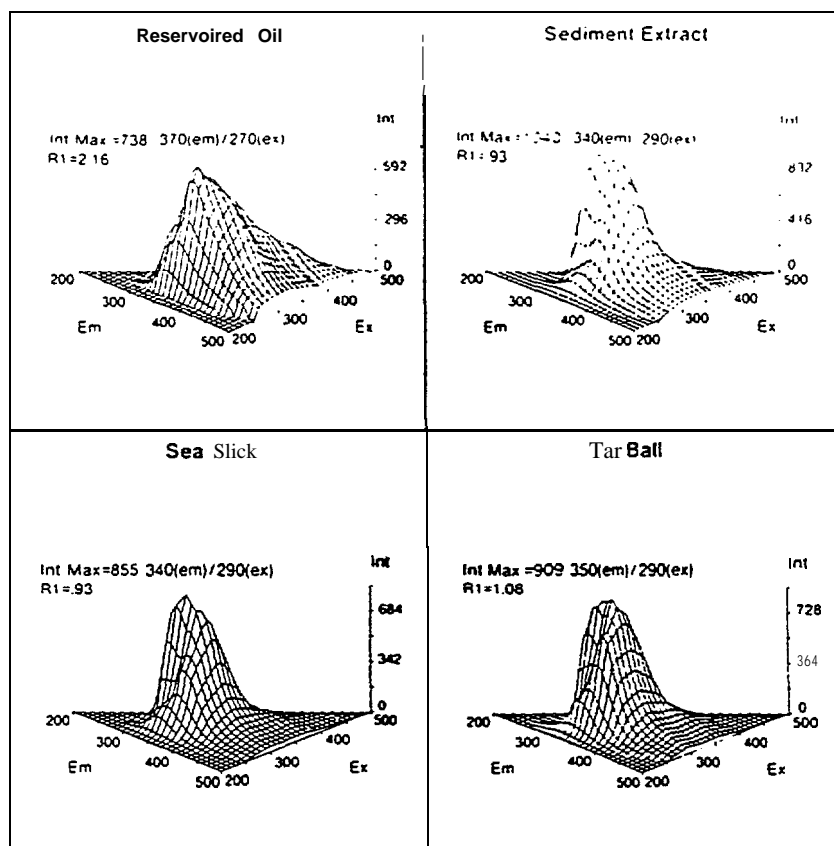 Reservoired Oil
Int Max =738 370(em)/270(ex)
R1=2.16
Int
592
296
0
200
300
400
500 200
300
400
500
Em
Ex
Sediment Extract
Int Max = 340(em) 290(ex)
R1= 93
Int
832
416
0
200
300
400
500 200
300
400
500
Em
Ex
Sea Slick
Int Max=855 340(em)/290(ex)
R1=.93
Int
684
342
0
200
300
400
500 200
300
400
500
Em
Ex
Tar Ball
Int Max =909 350(em)/290(ex)
R1=1.08
Int
728
364
0
200
300
400
500 200
300
400
500
Em
Ex